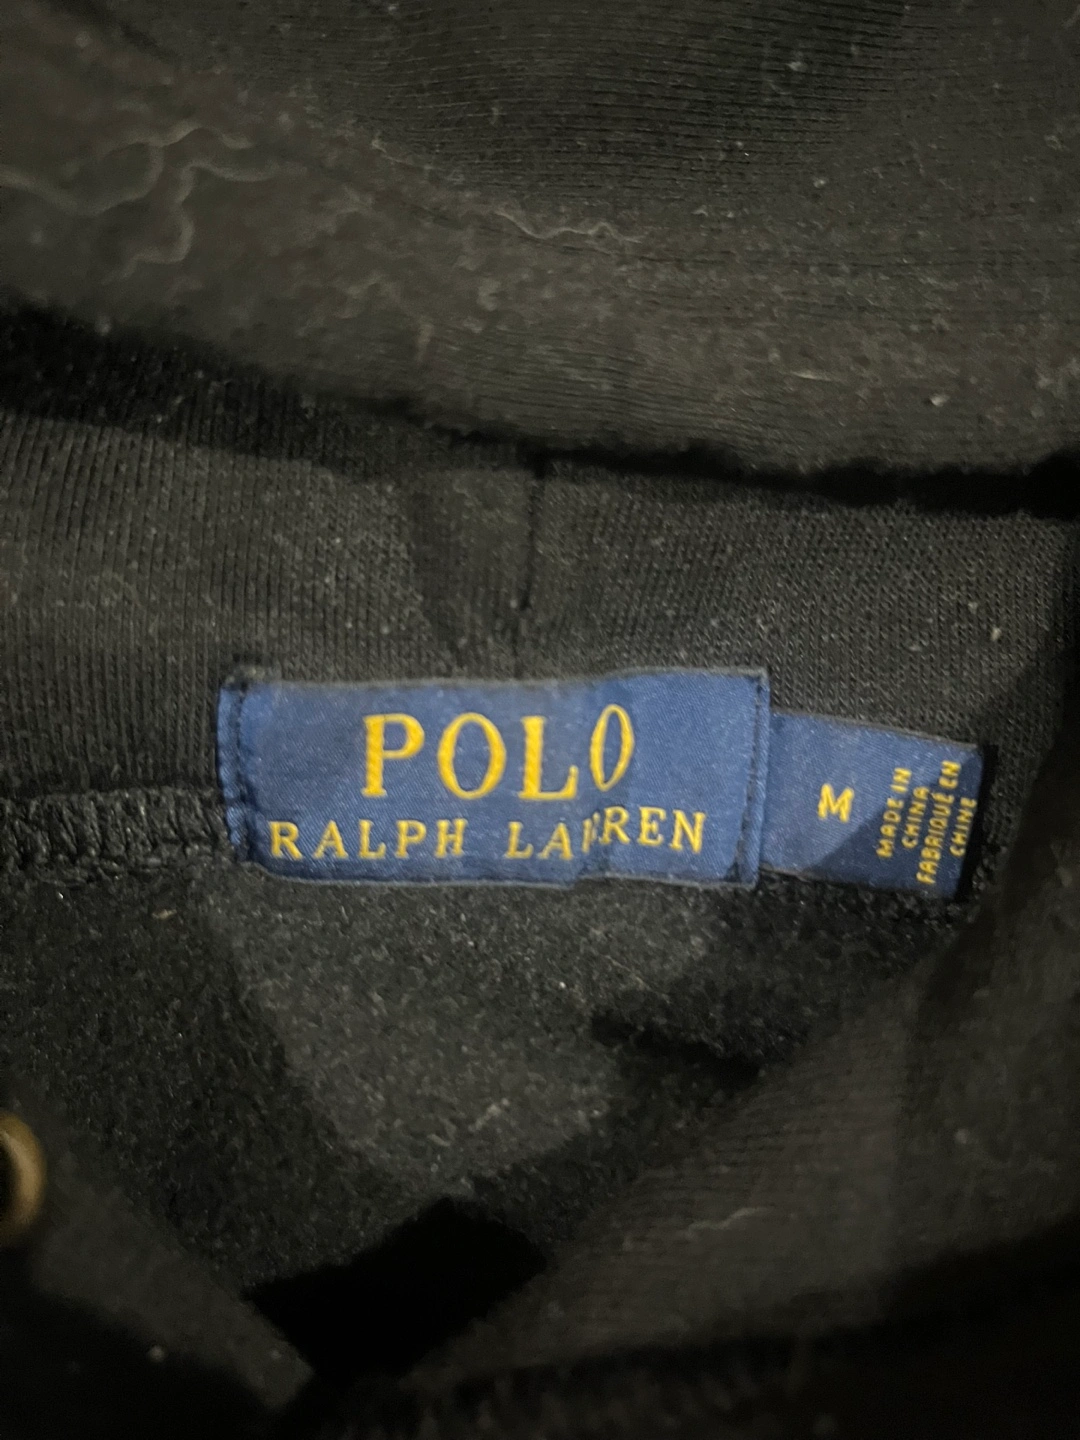 POLO
RALPH LAUREN
M
MADE IN
CHINA
FABRIQUÉ EN
CHINE